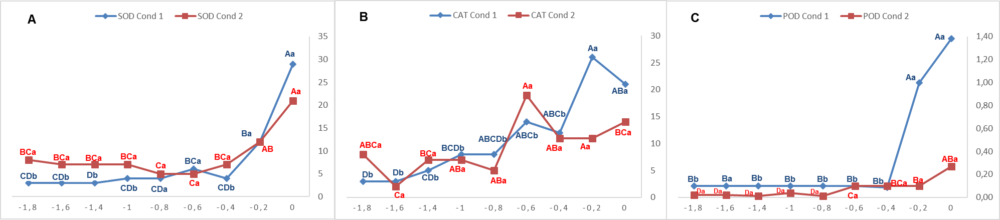 A
SOD Cond 1 SOD Cond 2
35
30
25
20
15
10
5
0
Aa
Aa
Ba
AB
BCa BCa BCa BCa Ca BCa BCa
CDb CDb Db CDb CDa Ca CDb
-1,8 -1,6 -1,4 -1 -0,8 -0,6 -0,4 -0,2 0
B
CAT Cond 1 CAT Cond 2
30
25
20
15
10
5
0
Aa
Aa
ABa
ABCb
BCa
ABCa BCDb ABCDb ABCb
BCa ABa Aa
Db Db CDb ABa ABa
Ca
-1,8 -1,6 -1,4 -1 -0,8 -0,6 -0,4 -0,2 0
C
POD Cond 1 POD Cond 2
1,40
1,20
1,00
0,80
0,60
0,40
0,20
0,00
Aa
Aa
ABa
Bb Ba Bb Bb Bb Bb Bb BCa Ba
Da Da Da Da Da Ca
-1,8 -1,6 -1,4 -1 -0,8 -0,6 -0,4 -0,2 0